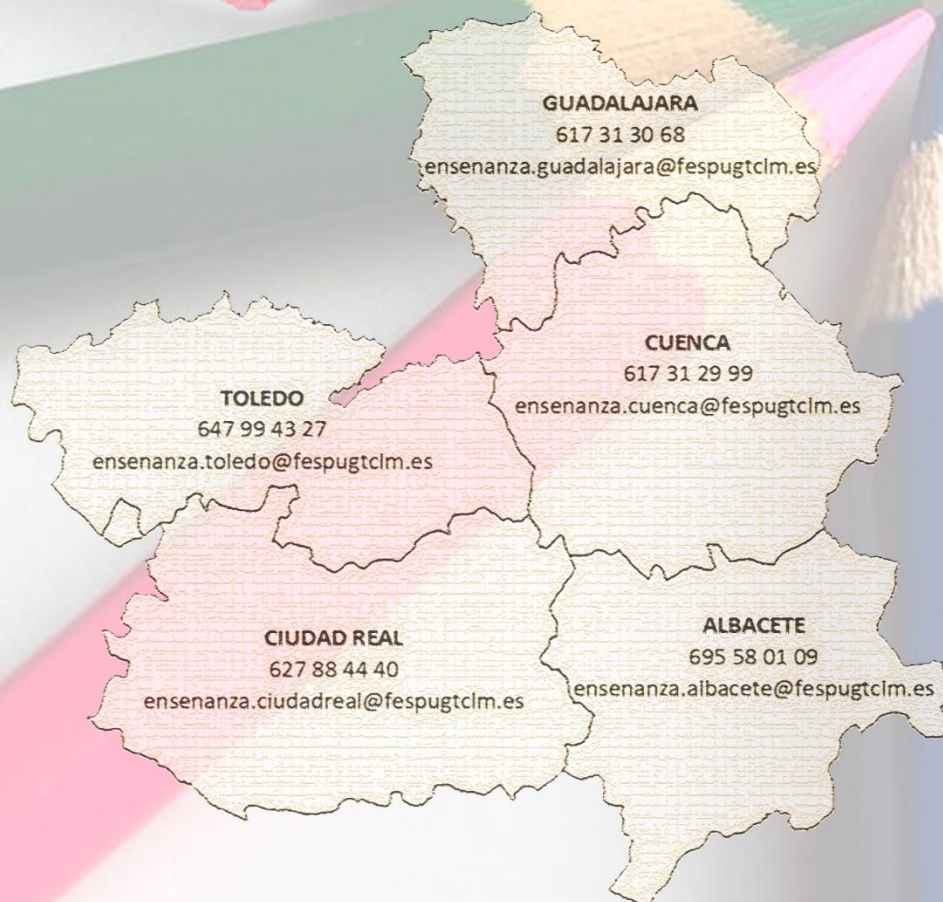 GUADALAJARA
617 31 30 68
ensenanza.guadalajara@fespugtclm.es
CUENCA
617 31 29 99
ensenanza.cuenca@fespugtclm.es
TOLEDO
647 99 43 27
ensenanza.toledo@fespugtclm.es
CIUDAD REAL
627 88 44 40
ensenanza.ciudadreal@fespugtclm.es
ALBACETE
695 58 01 09
ensenanza.albacete@fespugtclm.es